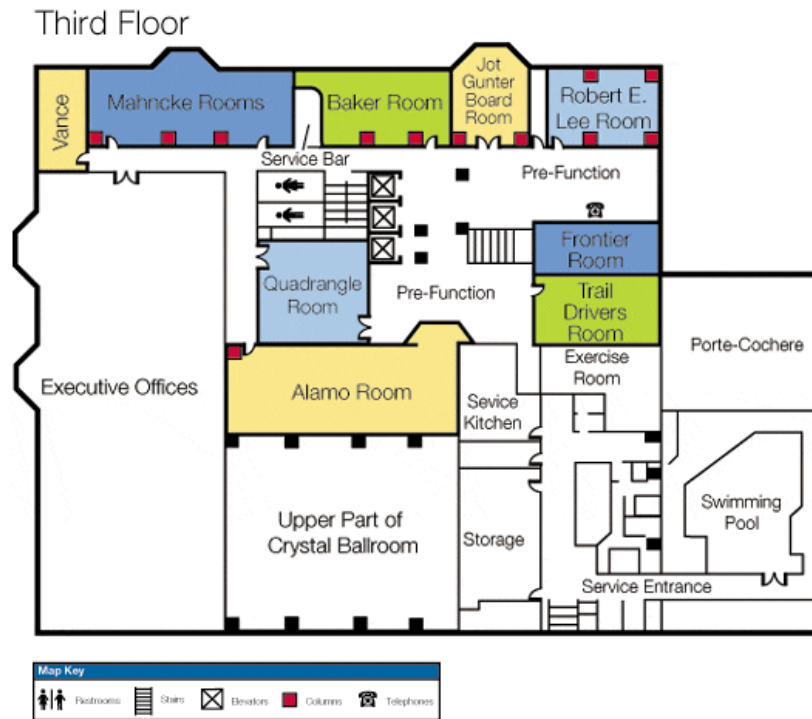 Third Floor
Vance
Mahncke Rooms
Baker Room
Jot
Gunter
Board
Room
Robert E.
Lee Room
Service Bar
Pre-Function
Frontier
Room
Quadrangle
Room
Pre-Function
Trail
Drivers
Room
Porte-Cochere
Executive Offices
Alamo Room
Exercise
Room
Sevice
Kitchen
Upper Part of
Crystal Ballroom
Storage
Swimming
Pool
Service Entrance
Map Key
Restrooms
Stairs
Elevators
Columns
Telephones